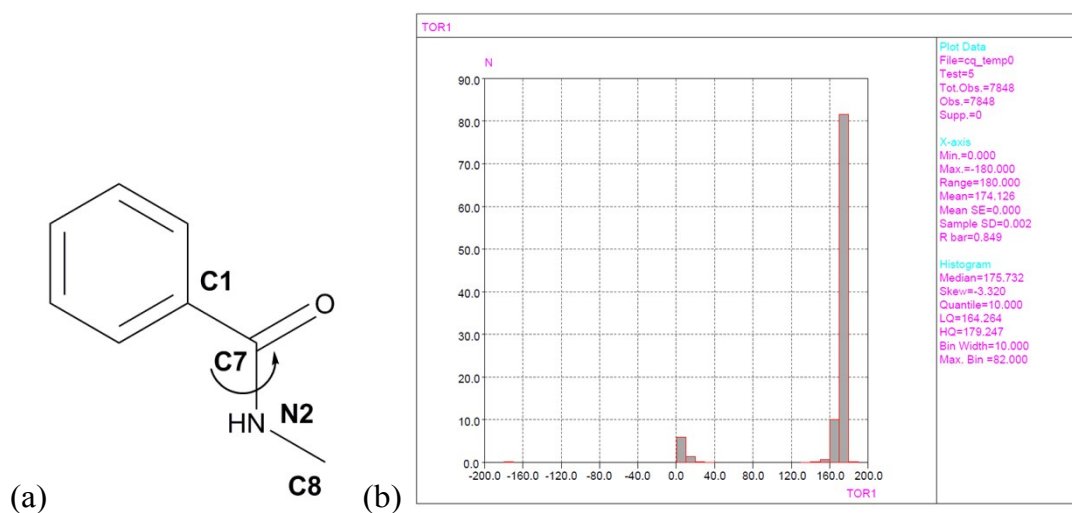 (a)
C1
O
C7
HN
N2
C8
(b)
TOR1
N
90.0
80.0
70.0
60.0
50.0
40.0
30.0
20.0
10.0
0.0
-200.0 -160.0 -120.0 -80.0 -40.0 0.0 40.0 80.0 120.0 160.0 200.0
TOR1
Plot Data
File=cq_temp0
Test=5
Tot.Obs.=7848
Obs.=7848
Supp.=0
X-axis
Min.=0.000
Max.=-180.000
Range=180.000
Mean=174.126
Mean SE=0.000
Sample SD=0.002
R bar=0.849
Histogram
Median=175.732
Skew=-3.320
Quantile=10.000
LQ=164.264
HQ=179.247
Bin Width=10.000
Max. Bin =82.000